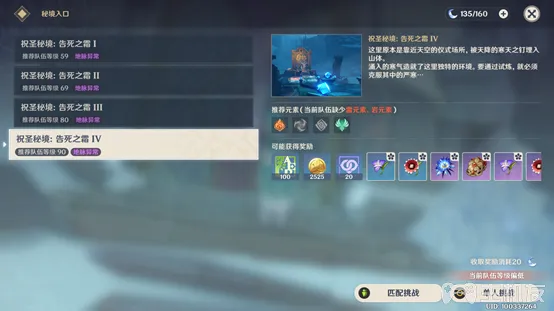 秘境入口
135/160
祝圣秘境: 告死之霜 I
推荐队伍等级 59 地脉异常
祝圣秘境: 告死之霜 II
推荐队伍等级 69 地脉异常
祝圣秘境: 告死之霜 III
推荐队伍等级 80 地脉异常
祝圣秘境: 告死之霜 IV
推荐队伍等级 90 地脉异常
祝圣秘境: 告死之霜 IV
这里原本是靠近天空的仪式场所, 被天降的寒天之钉埋入山体。
涌入的寒气造就了这里独特的环境, 要通过试炼, 就必须克服其中的严寒…
推荐元素(当前队伍缺少雷元素, 岩元素)
可能获得奖励
100
2525
20
收取奖励消耗20
当前队伍等级偏低
匹配挑战
单人挑战
UID: 100337264